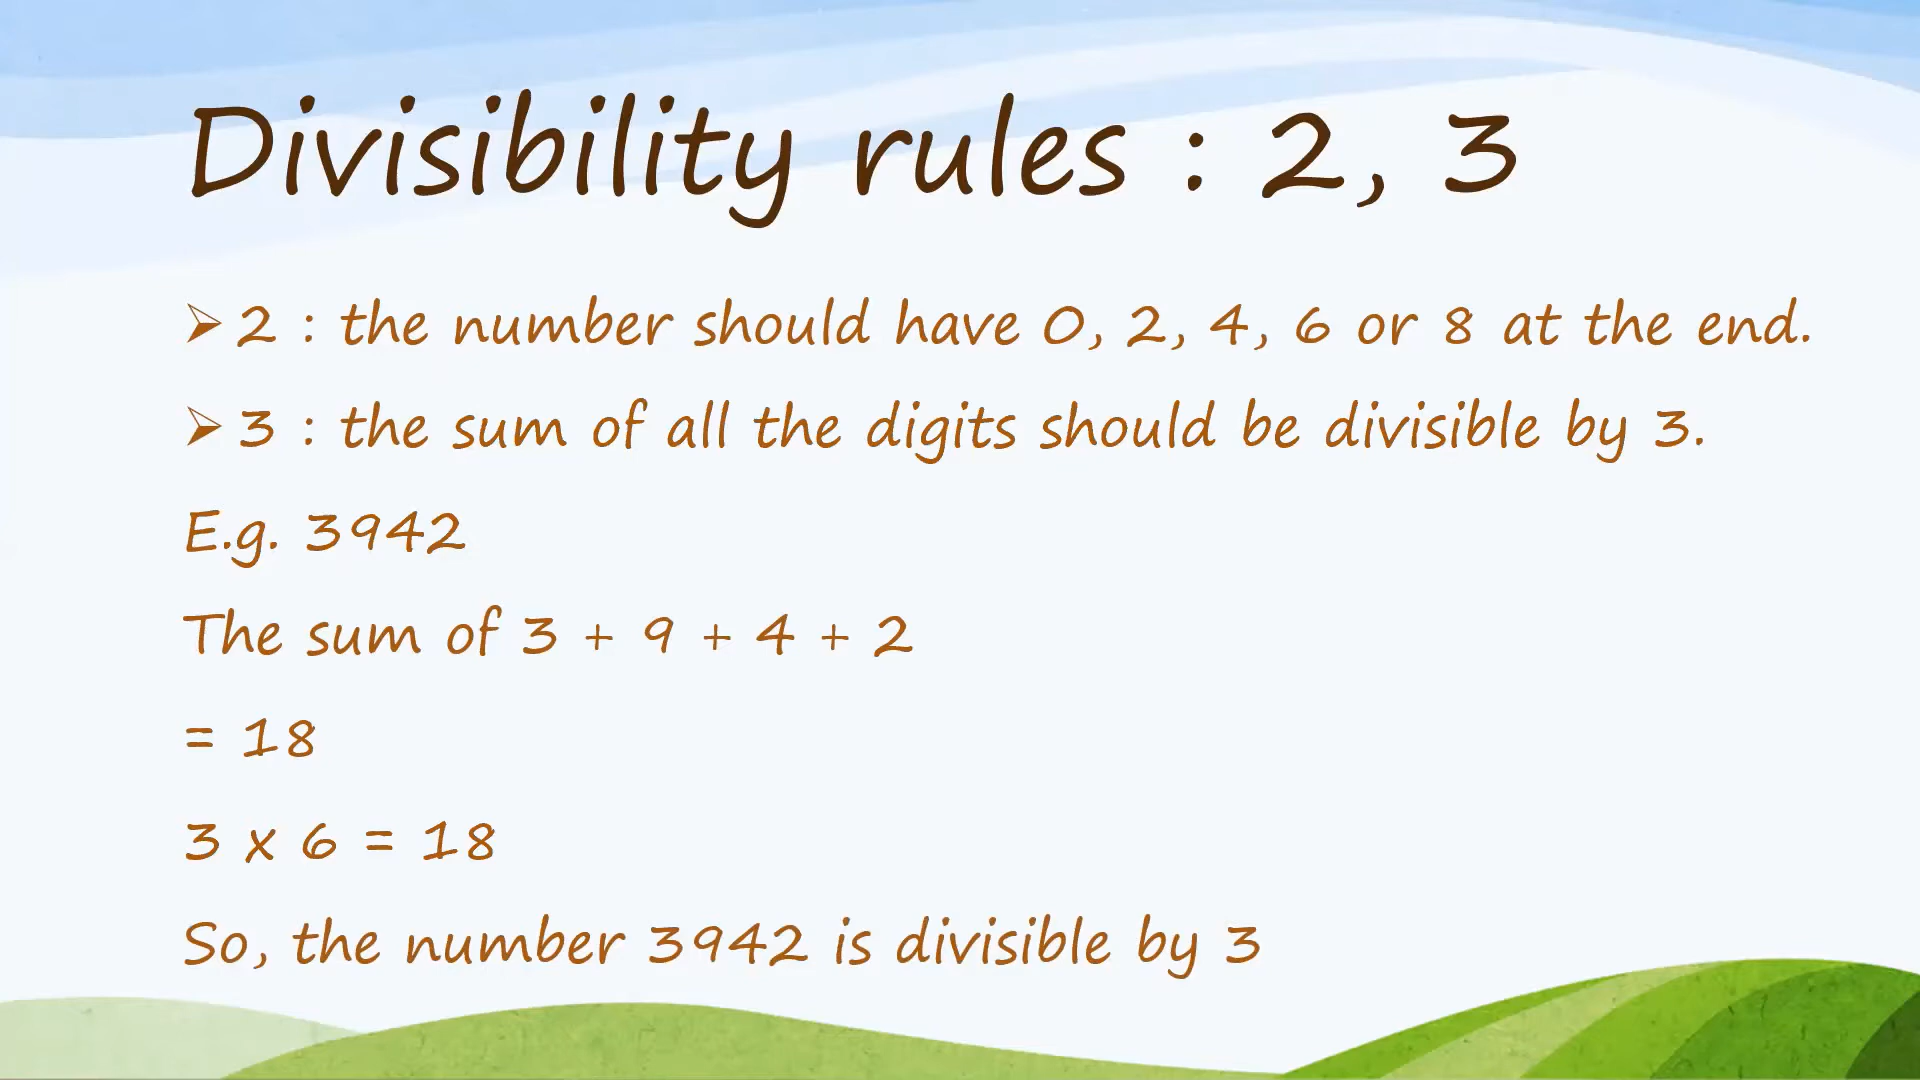 Divisibility rules : 2, 3
➢ 2 : the number should have 0, 2, 4, 6 or 8 at the end.
➢ 3 : the sum of all the digits should be divisible by 3.
E.g. 3942
The sum of 3 + 9 + 4 + 2
= 18
3 x 6 = 18
So, the number 3942 is divisible by 3